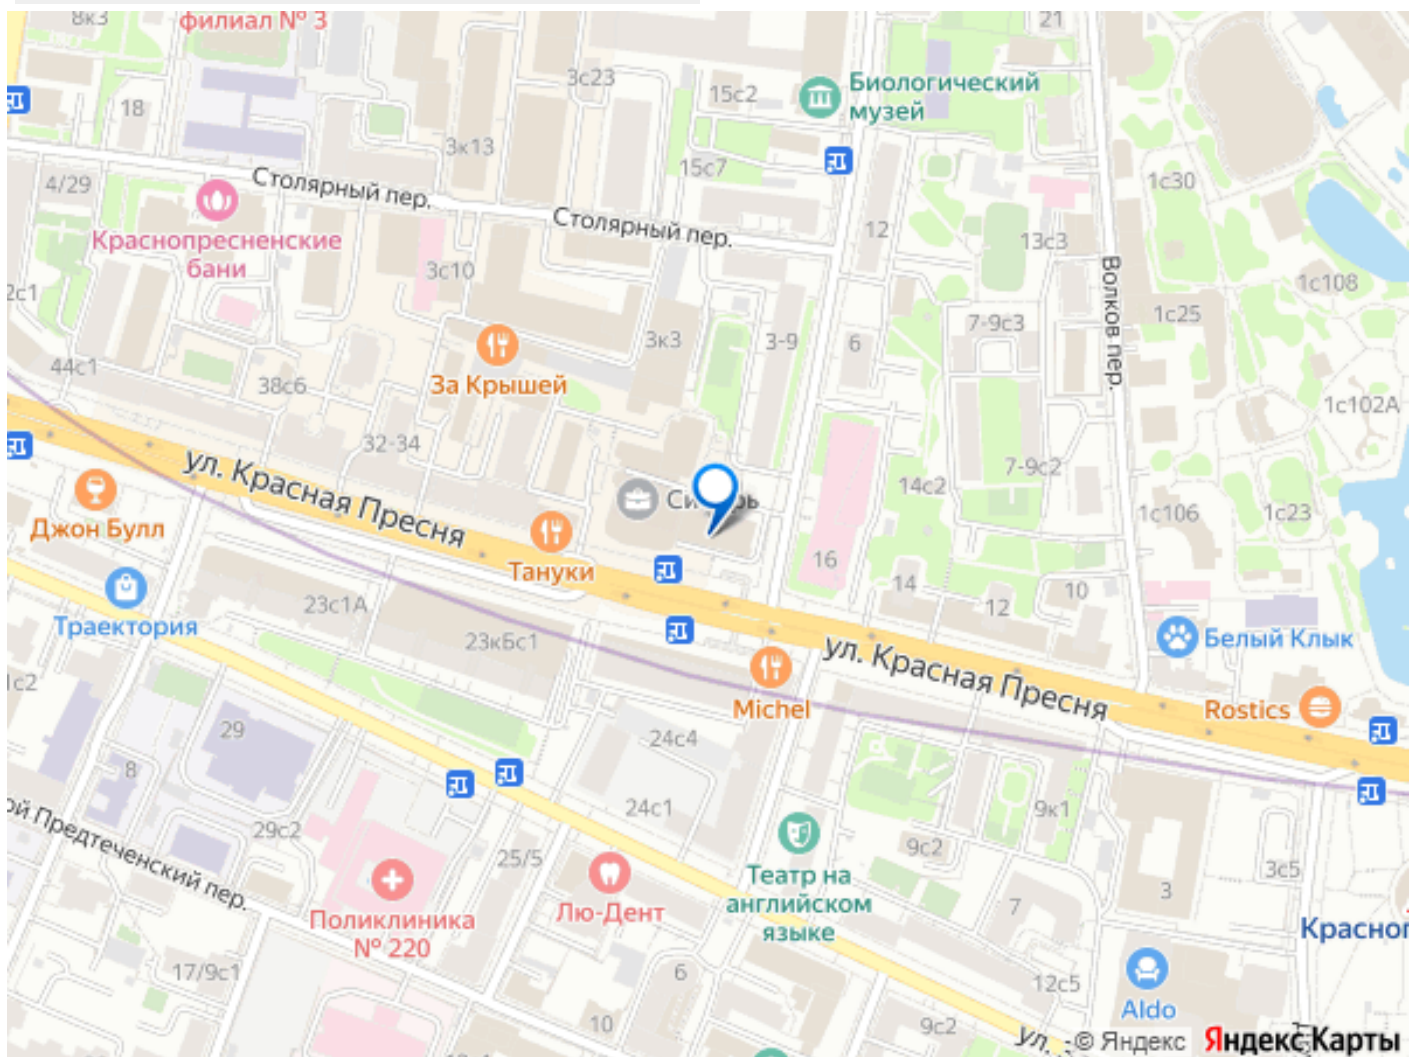 8к3
филиал № 3
21
3с23
15с2
Биологический
музей
18
3к13
15с7
4/29
Столярный пер.
1с30
Столярный пер.
12
Краснопресненские
бани
3с10
13с3
2с1
Волков пер.
1с108
7-9с3
1с25
3к3
3-9
6
44с1
За Крышей
38с6
1с102А
32-34
ул. Красная Пресня
7-9с2
14с2
Джон Булл
1с106
1с23
Тануки
16
14
10
12
23с1А
Траектория
23кБс1
Белый Клык
ул. Красная Пресня
1с2
Michel
Rostics
29
24с4
8
24с1
9к1
ой Предтеченский пер.
29с2
25/5
9с2
3с5
Театр на
английском
языке
3
Поликлиника
№ 220
Лю-Дент
7
Красног
17/9с1
6
12с5
Aldo
10
9с2
ул.
© Яндекс
Яндекс Карты